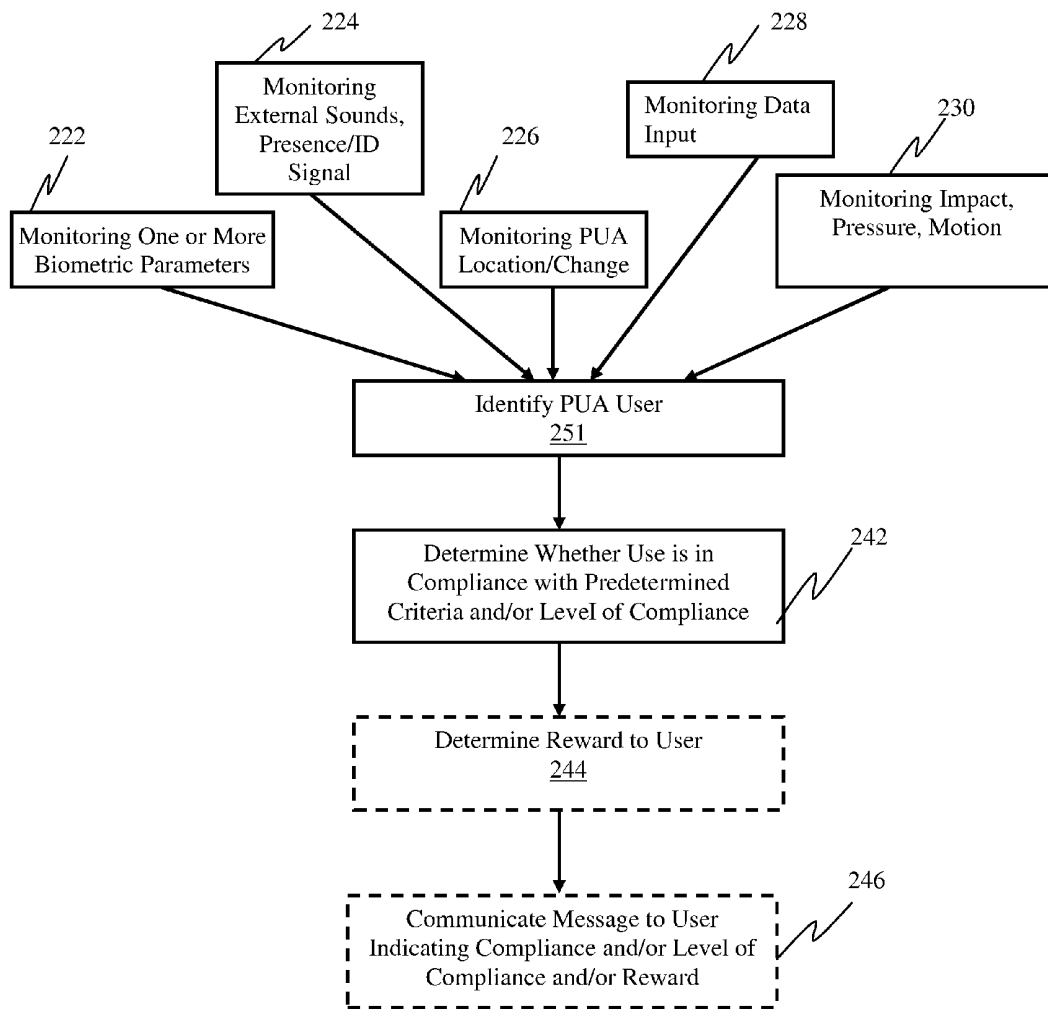 224
Monitoring
External Sounds,
Presence/ID
Signal
228
Monitoring Data
Input
222
Monitoring One or More
Biometric Parameters
226
Monitoring PUA
Location/Change
230
Monitoring Impact,
Pressure, Motion
Identify PUA User
251
Determine Whether Use is in
Compliance with Predetermined
Criteria and/or Level of Compliance
242
Determine Reward to User
244
Communicate Message to User
Indicating Compliance and/or Level of
Compliance and/or Reward
246